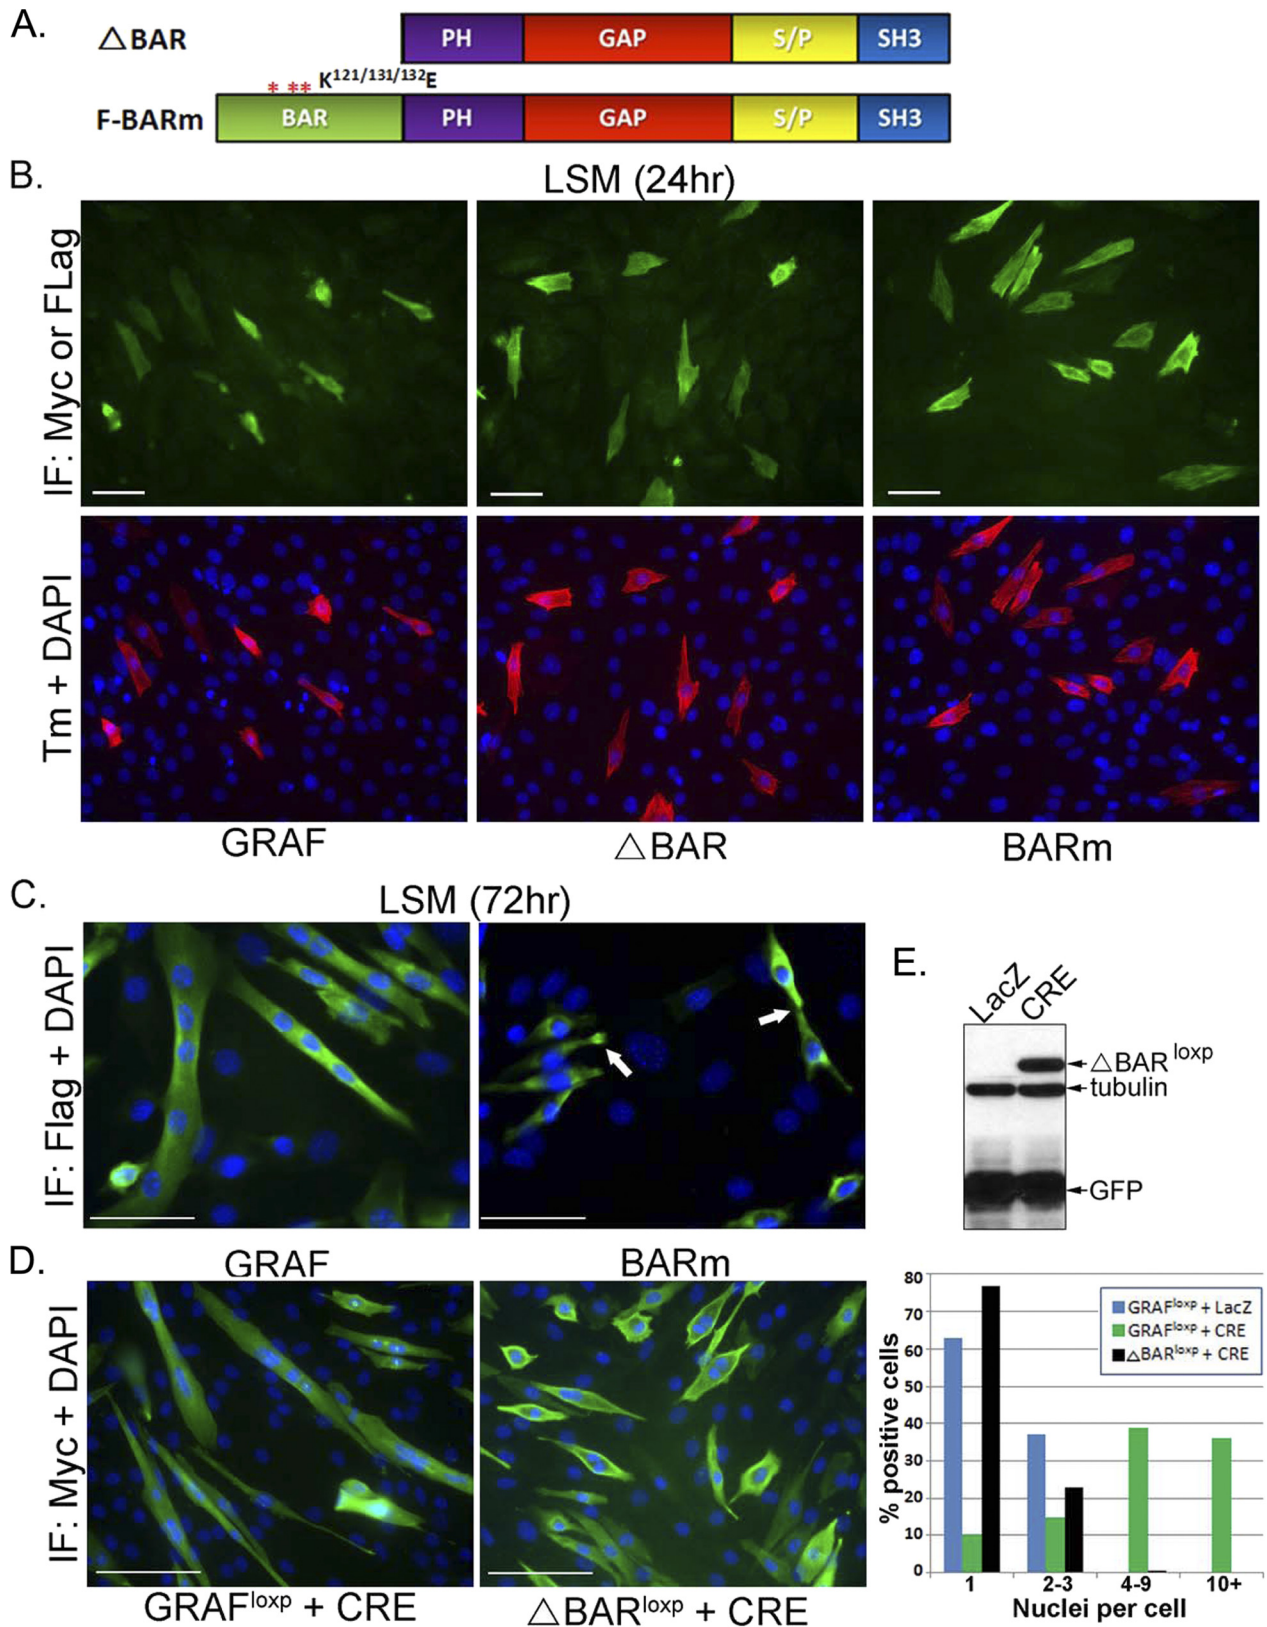 A.
△BAR
PH GAP S/P SH3
* ** K121/131/132E
F-BARm
BAR PH GAP S/P SH3
B.
LSM (24hr)
IF: Myc or FLag
Tm + DAPI
GRAF △BAR BARm
C.
LSM (72hr)
IF: Flag + DAPI
GRAF BARm
E.
LacZ CRE
△BARloxp
tubulin
GFP
D.
IF: Myc + DAPI
GRAFloxp + CRE △BARloxp + CRE
% positive cells
80
70
60
50
40
30
20
10
0
GRAFloxp + LacZ
GRAFloxp + CRE
△BARloxp + CRE
1 2-3 4-9 10+
Nuclei per cell